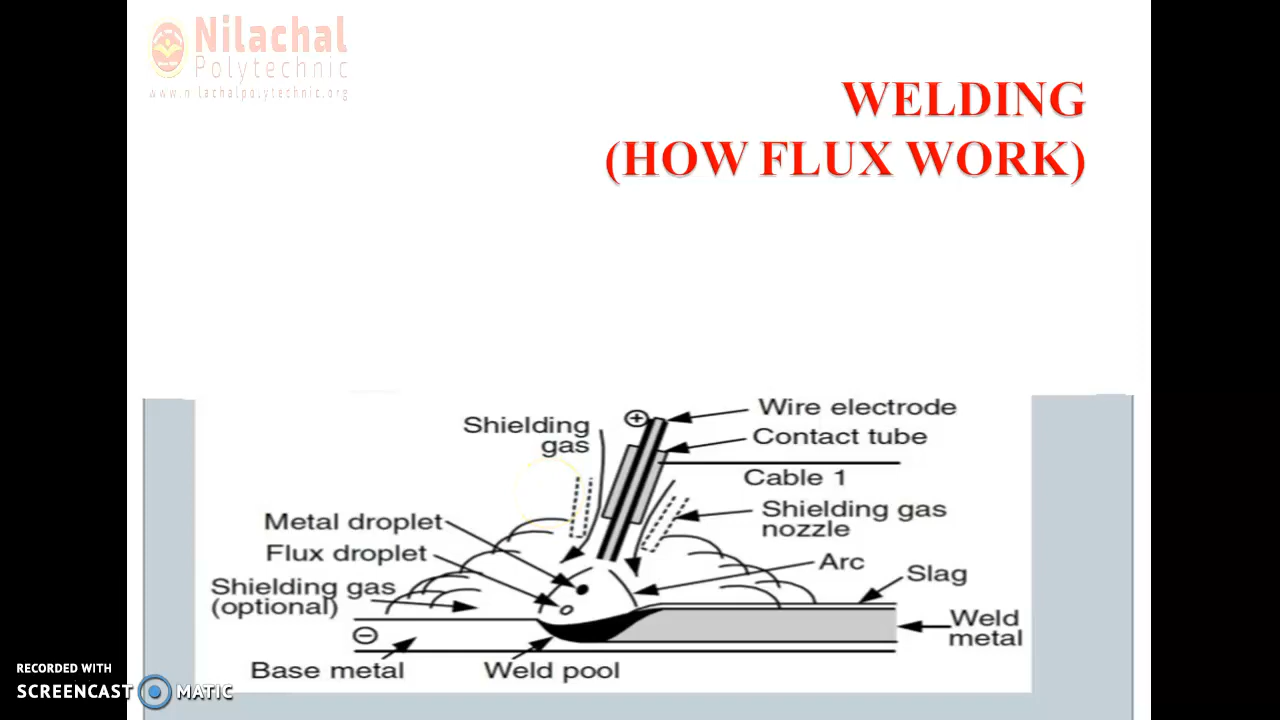 Nilachal
Polytechnic
www.nilachalpolytechnic.org
WELDING
(HOW FLUX WORK)
Wire electrode
Shielding
gas
Contact tube
Cable 1
Shielding gas
nozzle
Metal droplet
Flux droplet
Arc
Slag
Shielding gas
(optional)
Weld
metal
Base metal
Weld pool
RECORDED WITH
SCREENCAST MATIC